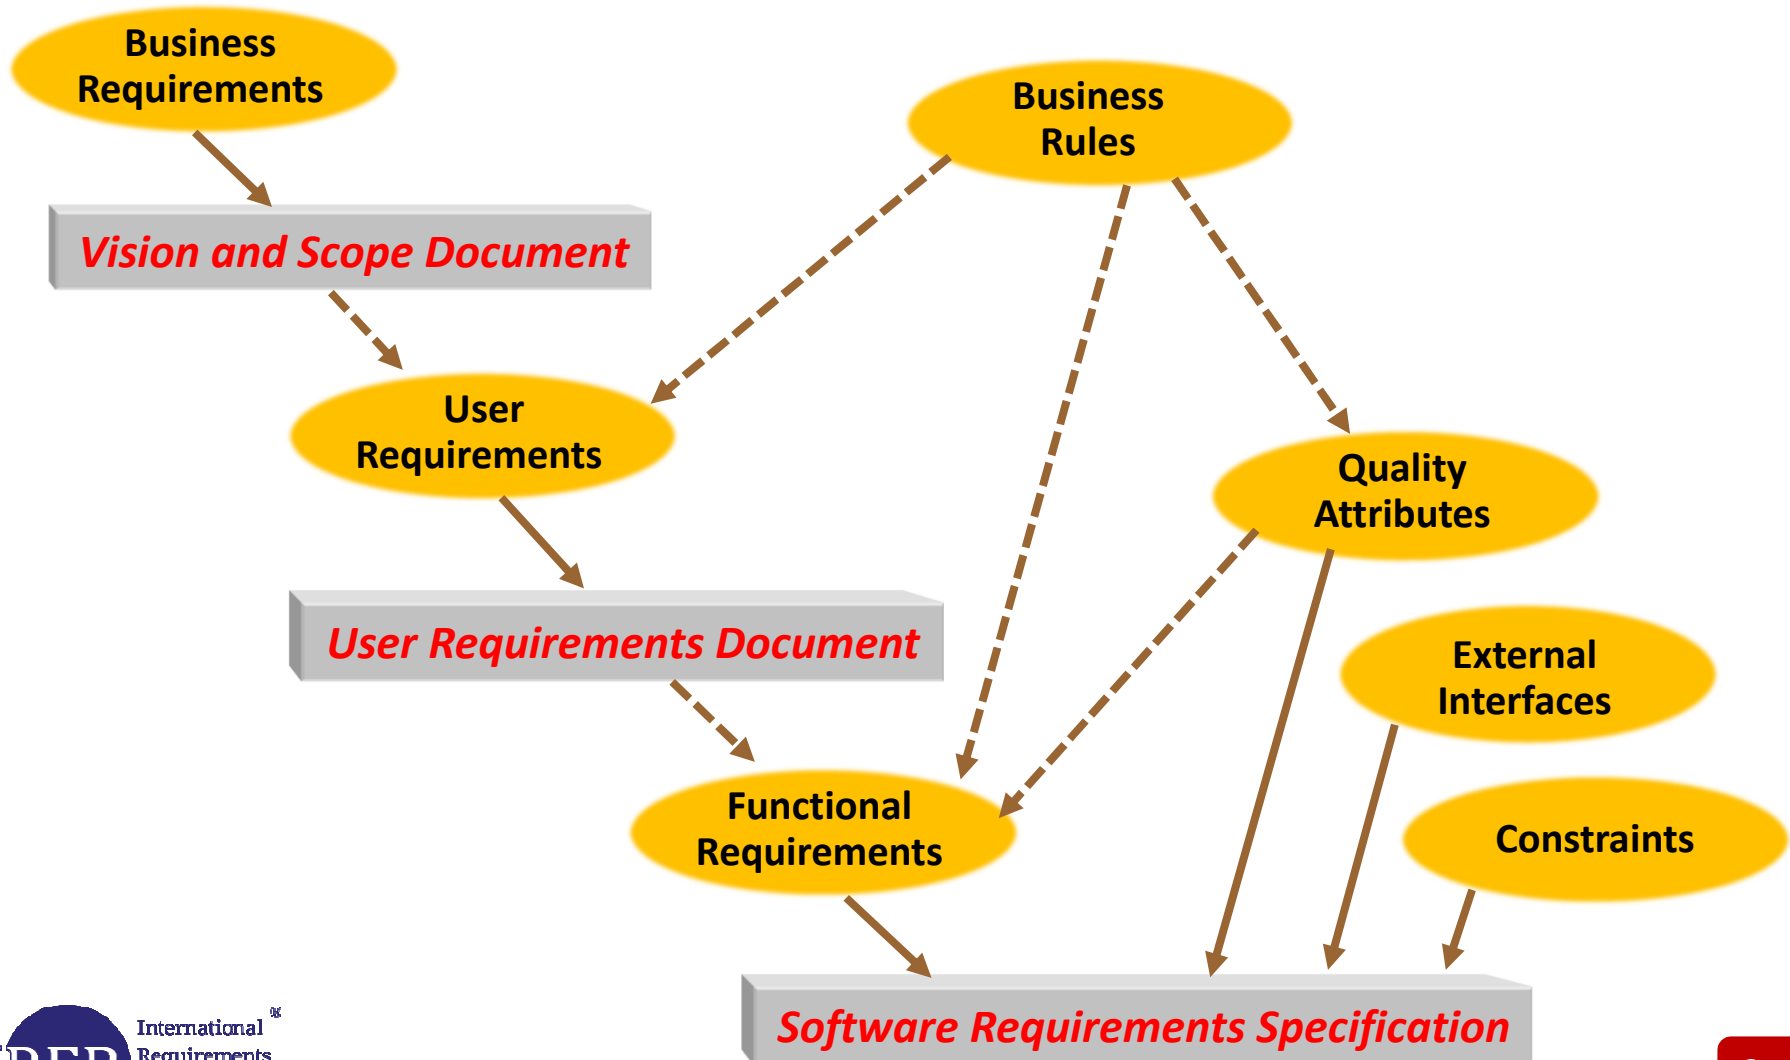 Business
Requirements
Business
Rules
Vision and Scope Document
User
Requirements
Quality
Attributes
User Requirements Document
External
Interfaces
Functional
Requirements
Constraints
Software Requirements Specification
International
Requirements